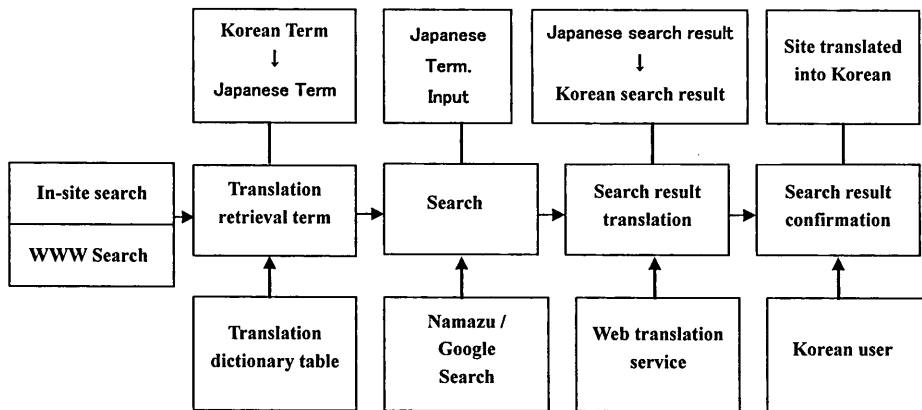 Korean Term
↓
Japanese Term
Japanese
Term.
Input
Japanese search result
↓
Korean search result
Site translated
into Korean
In-site search
WWW Search
Translation
retrieval term
Search
Search result
translation
Search result
confirmation
Translation
dictionary table
Namazu /
Google
Search
Web translation
service
Korean user